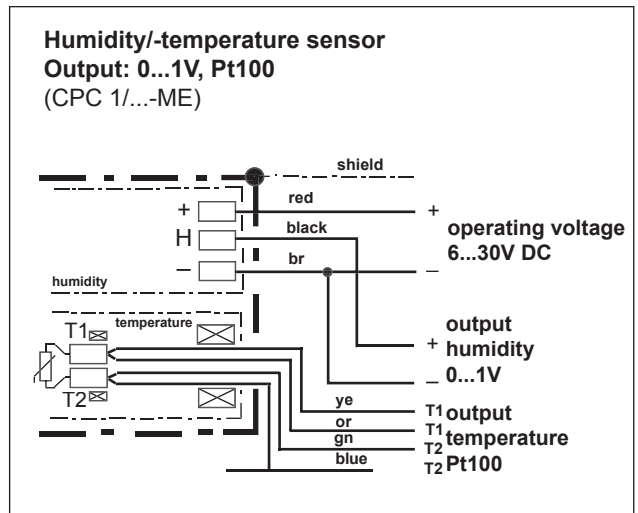 Humidity/-temperature sensor
Output: 0...1V, Pt100
(CPC 1/...-ME)
shield
red
+
+
black
operating voltage
H
6...30V DC
br
–
–
humidity
output
temperature
T1
+ humidity
– 0...1V
T2
ye
T1 output
or
T1
gn
temperature
T2
blue
T2 Pt100